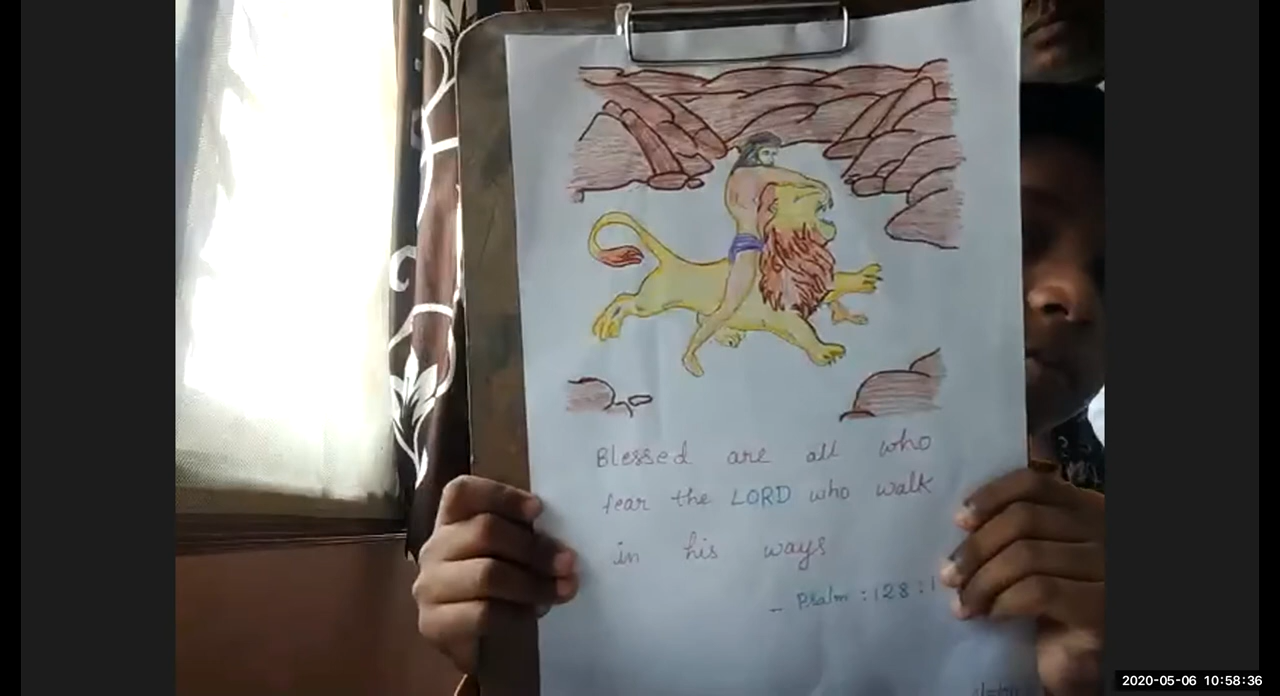 Blessed are all who
fear the LORD who walk
in his ways
- Psalm : 128 : 1
2020-05-06 10:58:36